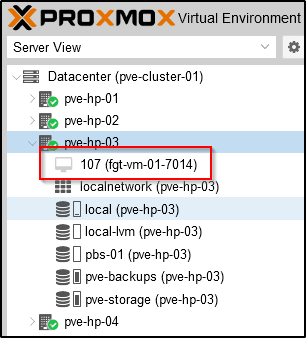 PROXMOX Virtual Environment
Server View
Datacenter (pve-cluster-01)
pve-hp-01
pve-hp-02
pve-hp-03
107 (fgt-vm-01-7014)
localnetwork (pve-hp-03)
local (pve-hp-03)
local-lvm (pve-hp-03)
pbs-01 (pve-hp-03)
pve-backups (pve-hp-03)
pve-storage (pve-hp-03)
pve-hp-04